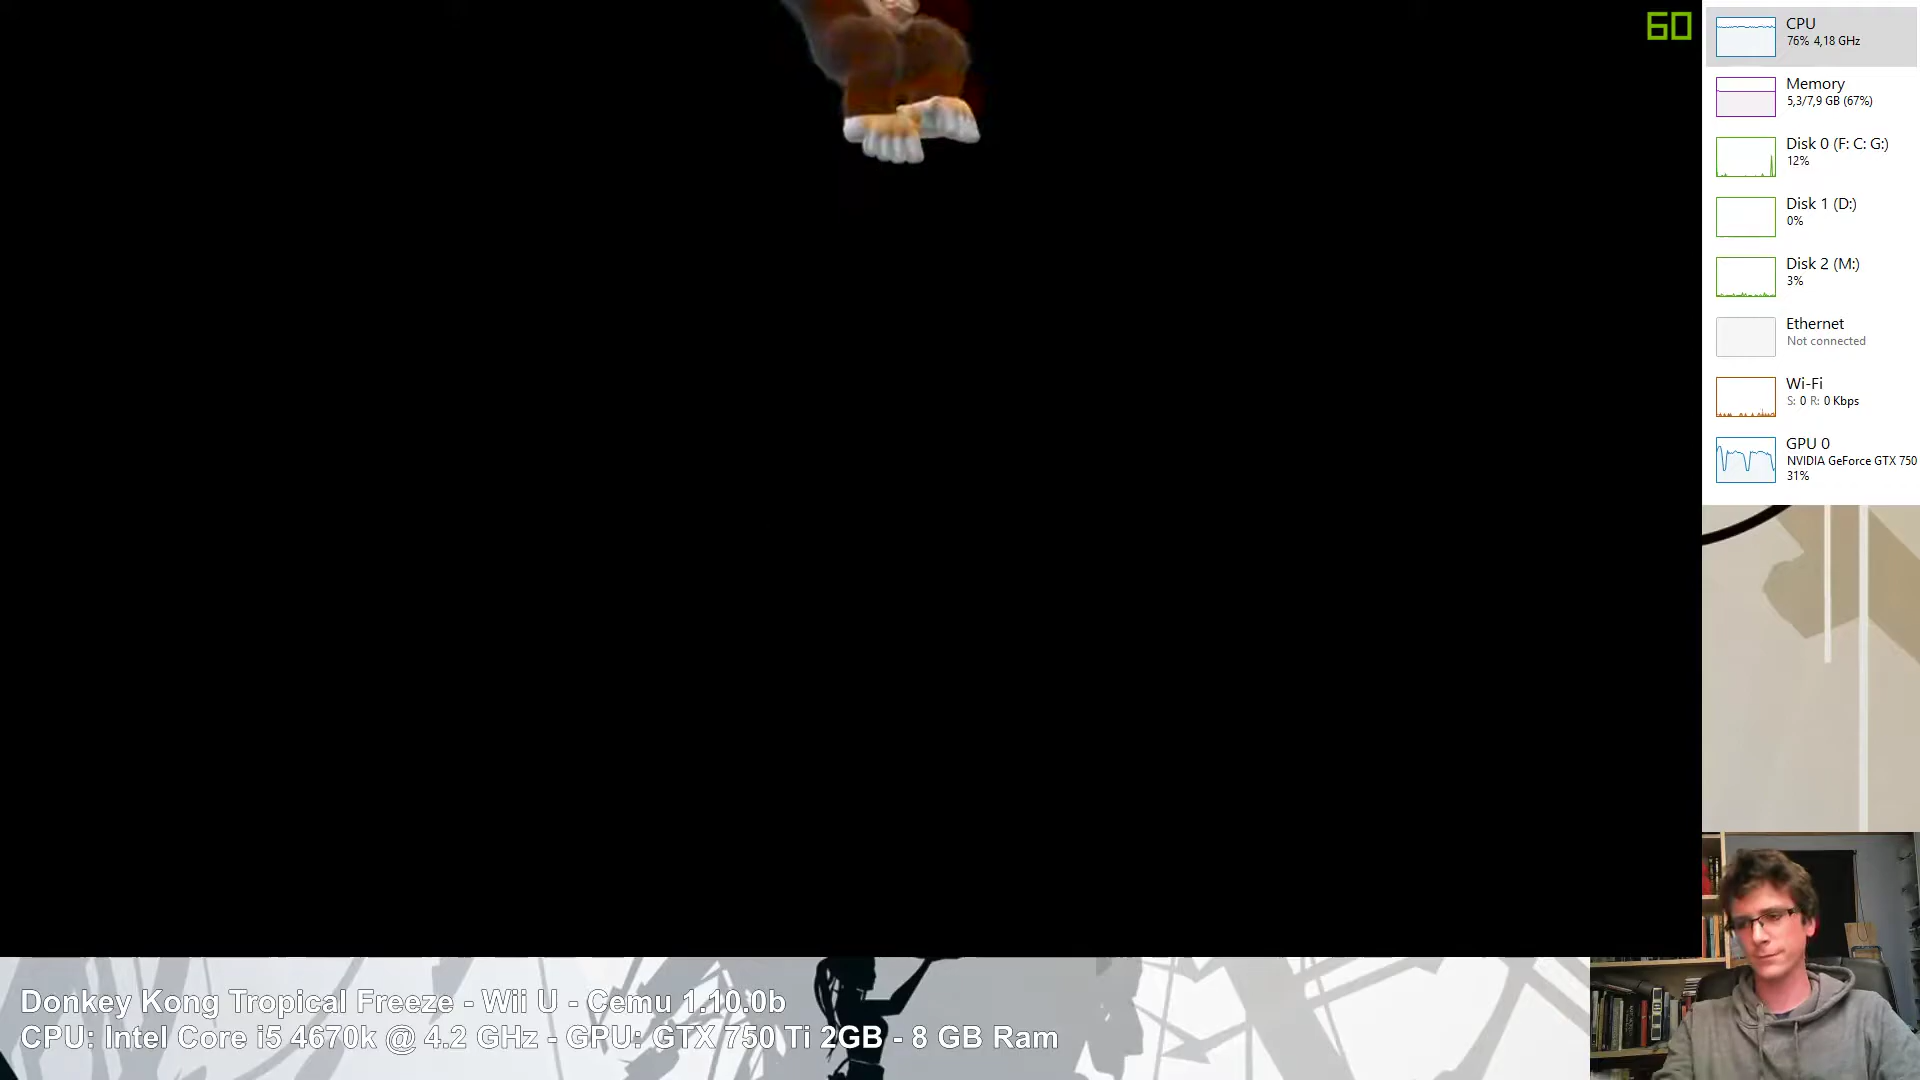 60
CPU
76% 4,18 GHz
Memory
5,3/7,9 GB (67%)
Disk 0 (F: C: G:)
12%
Disk 1 (D:)
0%
Disk 2 (M:)
3%
Ethernet
Not connected
Wi-Fi
S: 0 R: 0 Kbps
GPU 0
NVIDIA GeForce GTX 750
31%
Donkey Kong Tropical Freeze - Wii U - Cemu 1.10.0b
CPU: Intel Core i5 4670k @ 4.2 GHz - GPU: GTX 750 Ti 2GB - 8 GB Ram